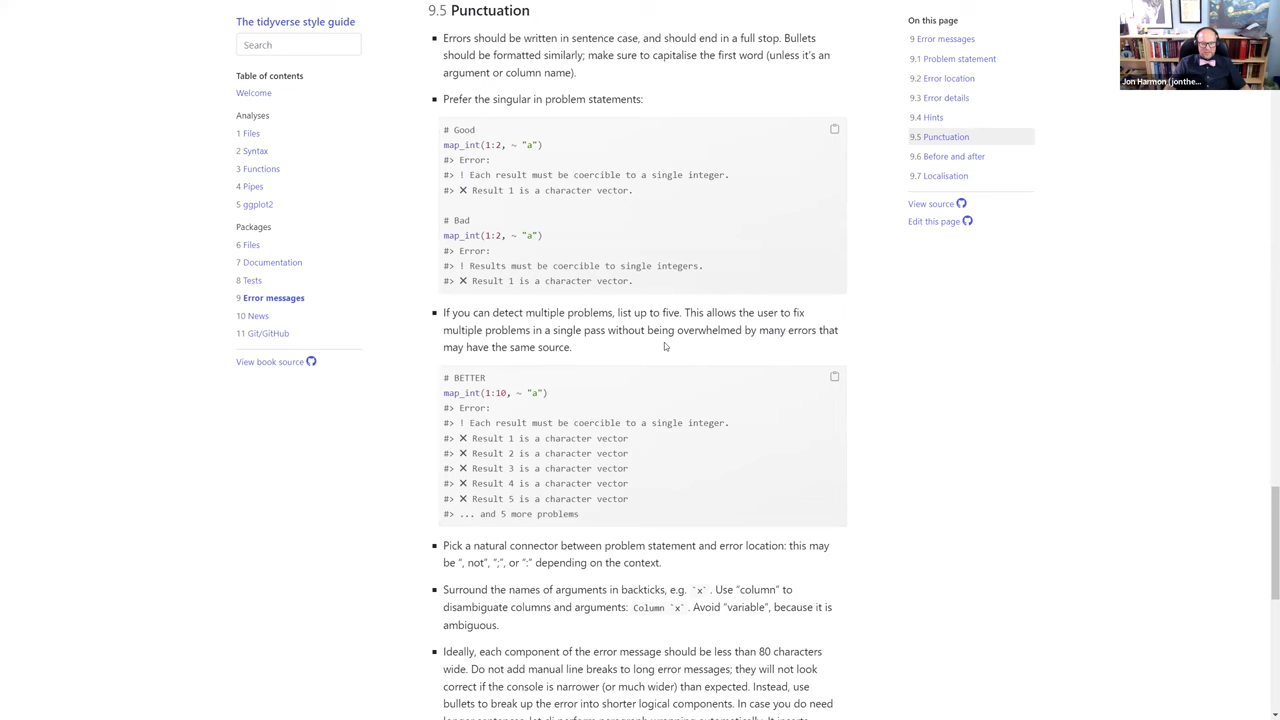 The tidyverse style guide
Search
Table of contents
Welcome
Analyses
1 Files
2 Syntax
3 Functions
4 Pipes
5 ggplot2
Packages
6 Files
7 Documentation
8 Tests
9 Error messages
10 News
11 Git/GitHub
View book source
9.5 Punctuation
Errors should be written in sentence case, and should end in a full stop. Bullets
should be formatted similarly; make sure to capitalise the first word (unless it’s an
argument or column name).
Prefer the singular in problem statements:
# Good
map_int(1:2, ~ "a")
#> Error:
#> ! Each result must be coercible to a single integer.
#> ✖ Result 1 is a character vector.
# Bad
map_int(1:2, ~ "a")
#> Error:
#> ! Results must be coercible to single integers.
#> ✖ Result 1 is a character vector.
If you can detect multiple problems, list up to five. This allows the user to fix
multiple problems in a single pass without being overwhelmed by many errors that
may have the same source.
# BETTER
map_int(1:10, ~ "a")
#> Error:
#> ! Each result must be coercible to a single integer.
#> ✖ Result 1 is a character vector
#> ✖ Result 2 is a character vector
#> ✖ Result 3 is a character vector
#> ✖ Result 4 is a character vector
#> ✖ Result 5 is a character vector
#> ... and 5 more problems
Pick a natural connector between problem statement and error location: this may
be “, not”, “;”, or “:” depending on the context.
Surround the names of arguments in backticks, e.g. `x`. Use “column” to
disambiguate columns and arguments: Column `x`. Avoid “variable”, because it is
ambiguous.
Ideally, each component of the error message should be less than 80 characters
wide. Do not add manual line breaks to long error messages; they will not look
correct if the console is narrower (or much wider) than expected. Instead, use
bullets to break up the error into shorter logical components. In case you do need
longer sentences, let cli perform paragraph wrapping automatically. It inserts
On this page
9 Error messages
9.1 Problem statement
9.2 Error location
9.3 Error details
9.4 Hints
9.5 Punctuation
9.6 Before and after
9.7 Localisation
View source
Edit this page
Jon Harmon (jonthe...